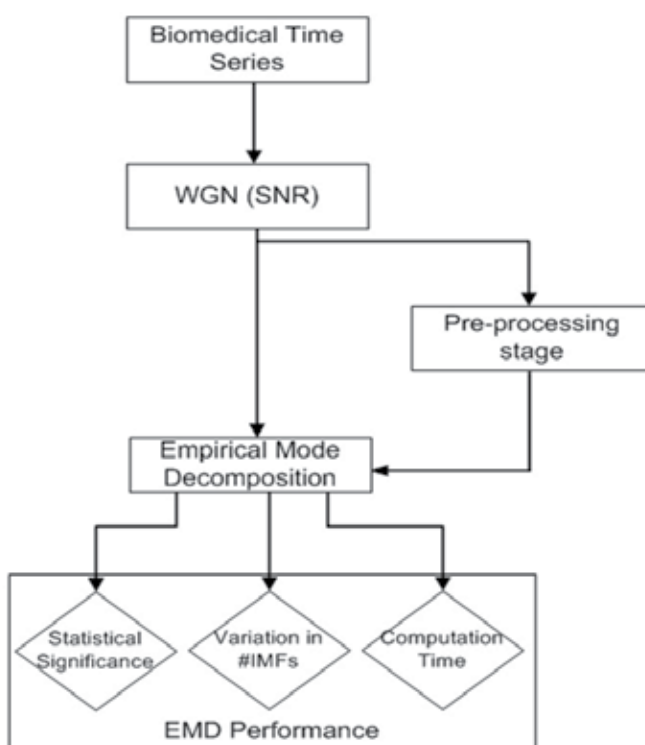 Biomedical Time
Series
WGN (SNR)
Pre-processing
stage
Empirical Mode
Decomposition
Statistical
Significance
Variation in
#IMFs
Computation
Time
EMD Performance